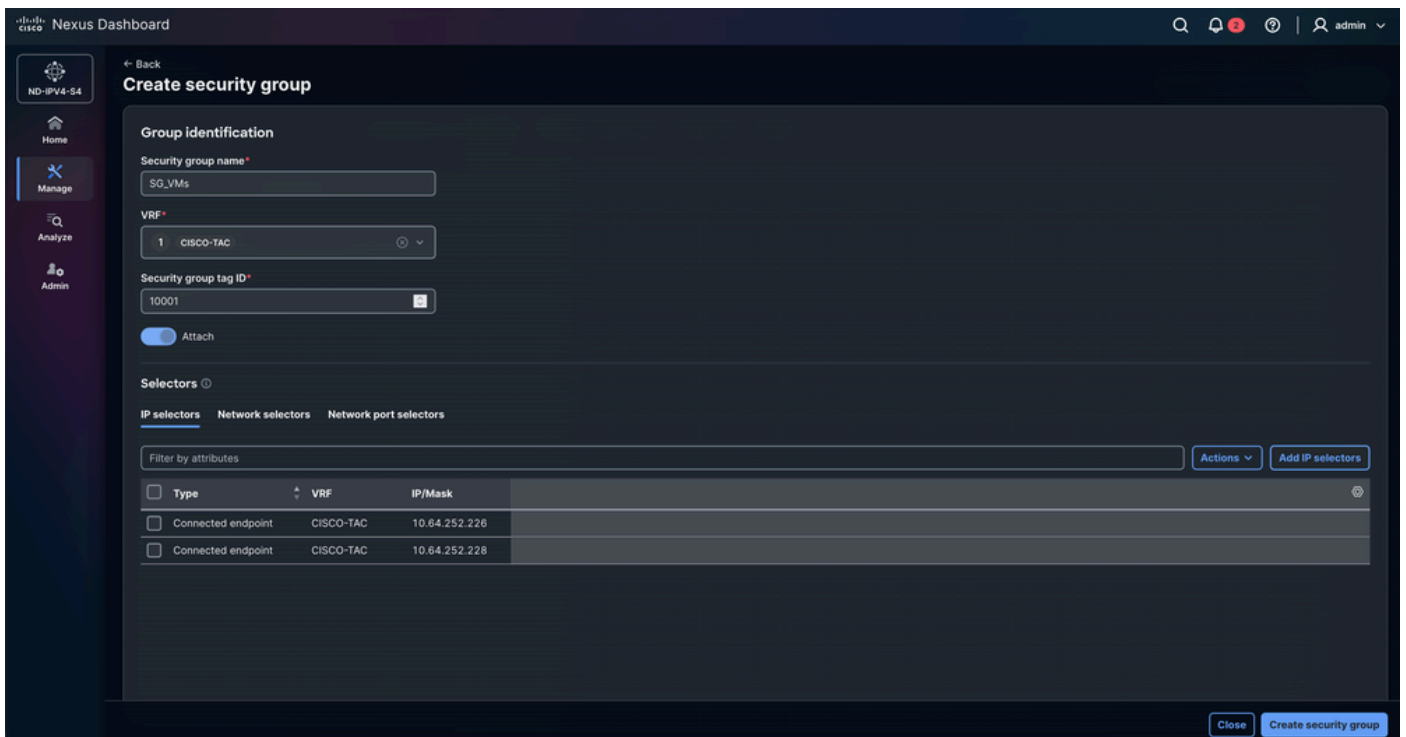 cisco Nexus Dashboard
2
admin
ND-IPV4-S4
Home
Manage
Analyze
Admin
← Back
Create security group
Group identification
Security group name*
SG_VMs
VRF*
1 CISCO-TAC
Security group tag ID*
10001
Attach
Selectors
IP selectors Network selectors Network port selectors
Filter by attributes
Actions
Add IP selectors
Type VRF IP/Mask
Connected endpoint CISCO-TAC 10.64.252.226
Connected endpoint CISCO-TAC 10.64.252.228
Close
Create security group